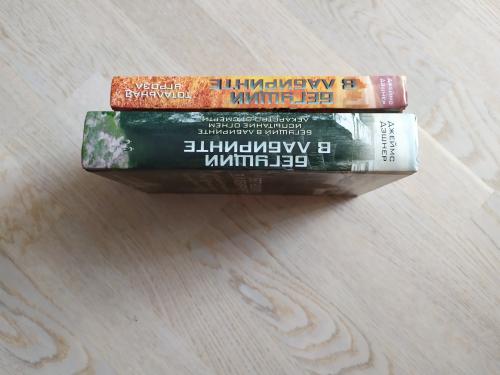 Джеймс
Дэшнер
БЕГУЩИЙ
В ЛАБИРИНТЕ
ТОТАЛЬНАЯ
УГРОЗА
ДЖЕЙМС
ДЭШНЕР
БЕГУЩИЙ
В ЛАБИРИНТЕ
БЕГУЩИЙ В ЛАБИРИНТЕ
ИСПЫТАНИЕ ОГНЕМ
ЛЕКАРСТВО ОТ СМЕРТИ